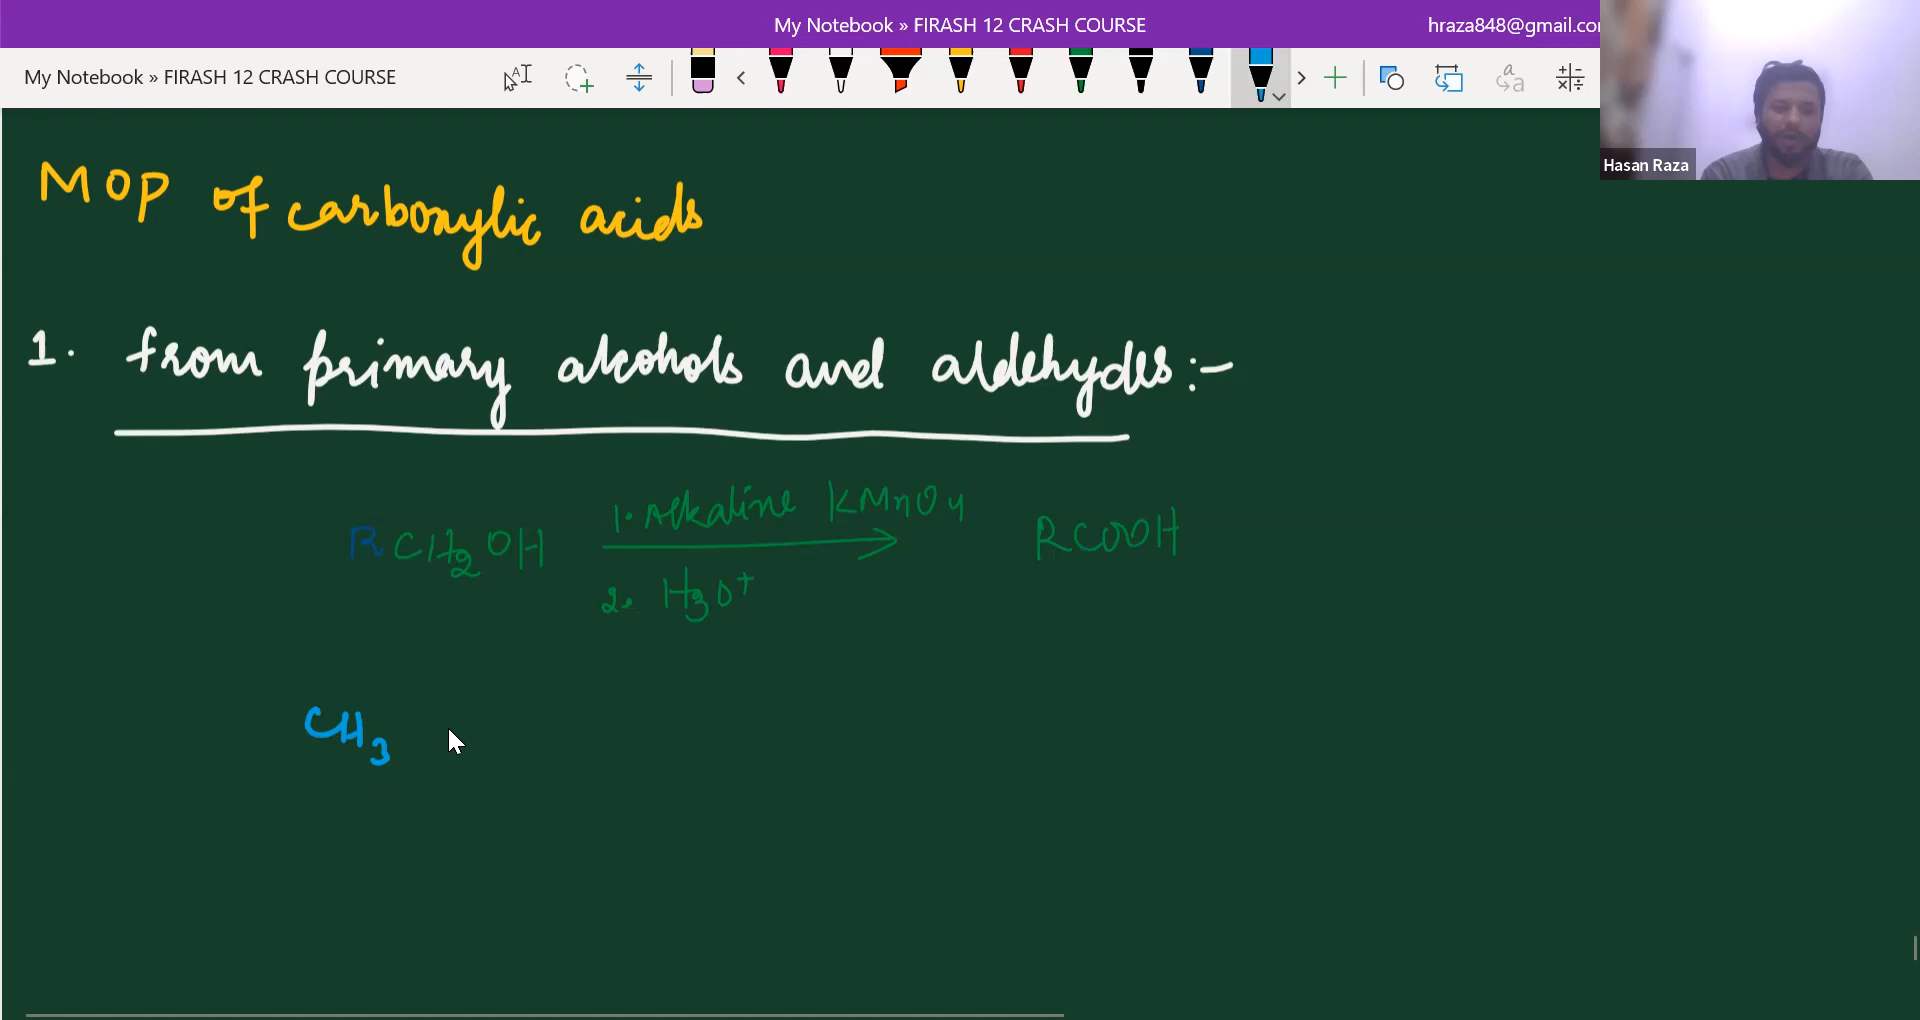 My Notebook » FIRASH 12 CRASH COURSE
hraza848@gmail.co
My Notebook » FIRASH 12 CRASH COURSE
Hasan Raza
MOP of carboxylic acids
1. from primary alcohols and aldehydes:-
1. Alkaline KMnO4
RCH2OH RCOOH
2. H3O+
CH3